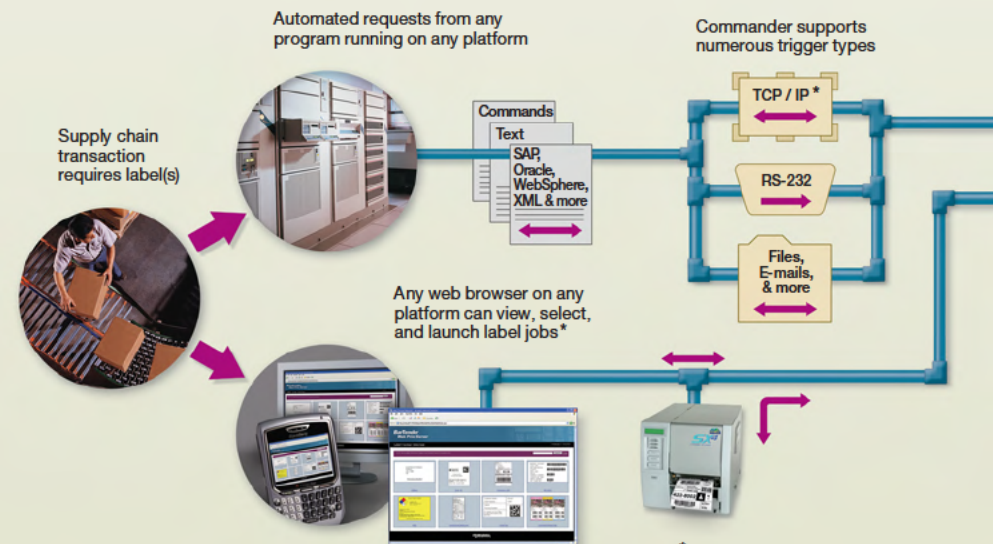 Automated requests from any
program running on any platform
Commander supports
numerous trigger types
Supply chain
transaction
requires label(s)
Commands
Text
SAP,
Oracle,
WebSphere,
XML & more
TCP / IP *
RS-232
Files,
E-mails,
& more
Any web browser on any
platform can view, select,
and launch label jobs*
BarTender